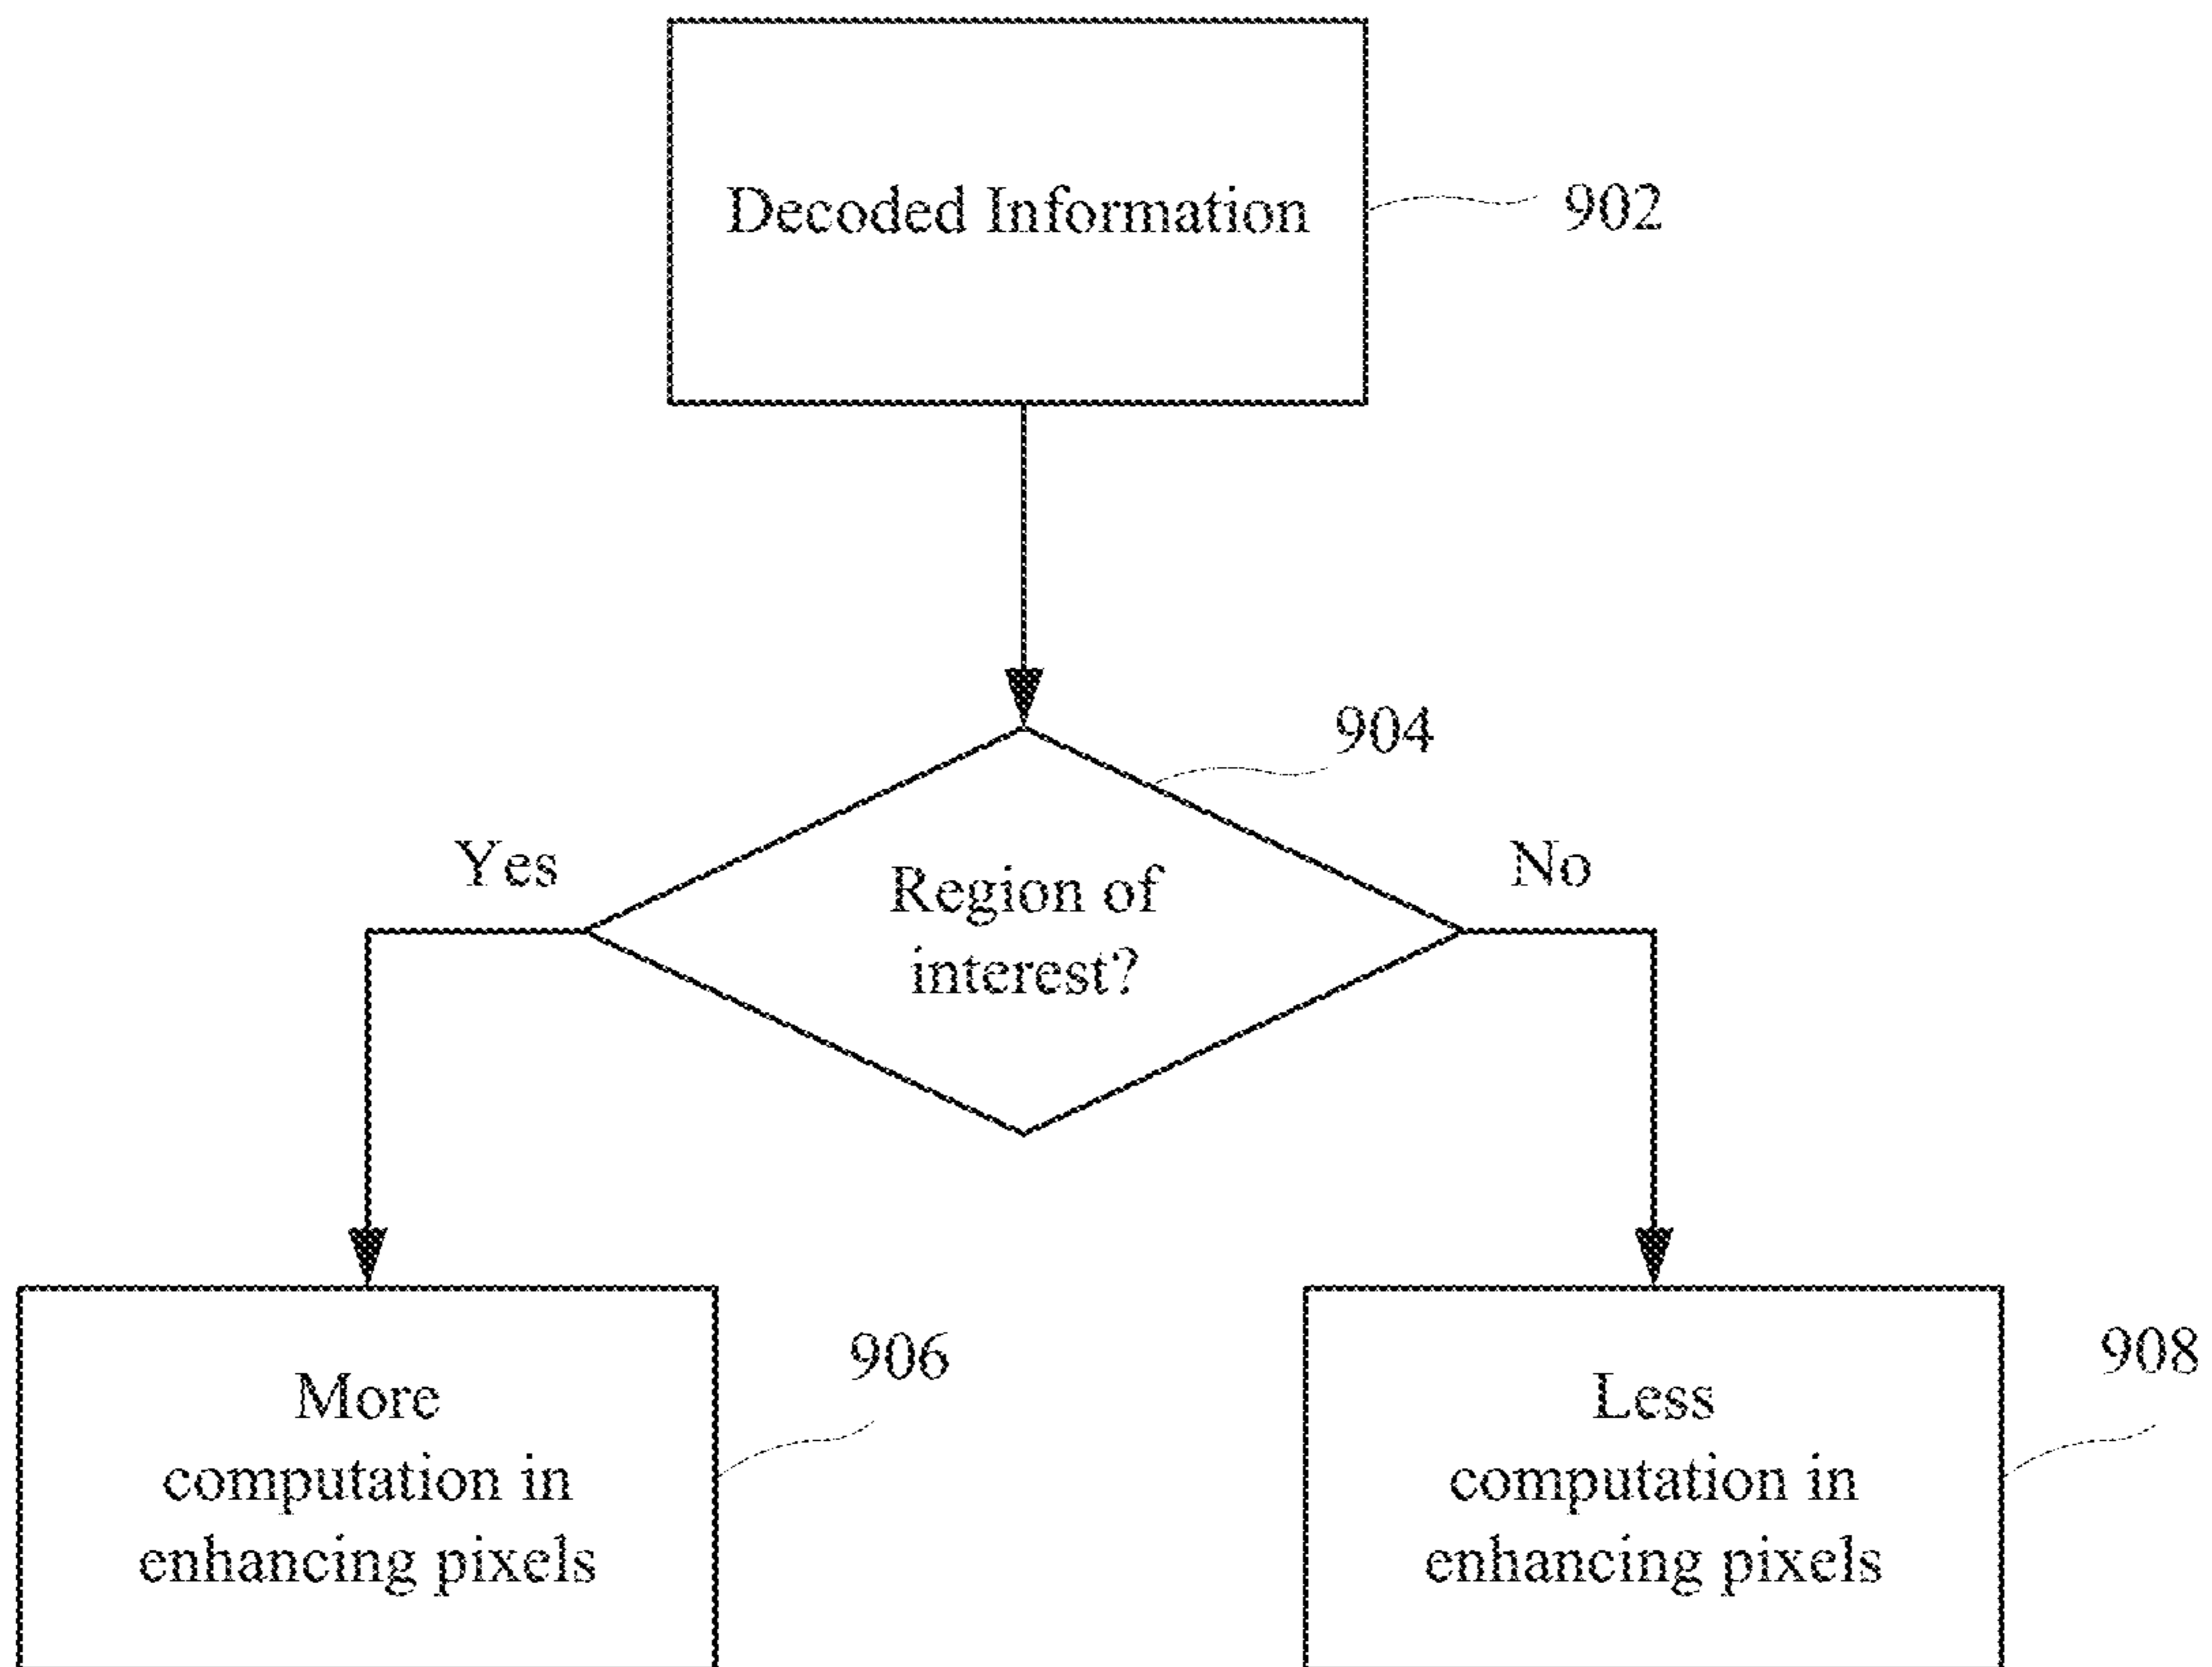 Decoded Information
902
904
Yes
No
Region of
interest?
906
908
More
computation in
enhancing pixels
Less
computation in
enhancing pixels